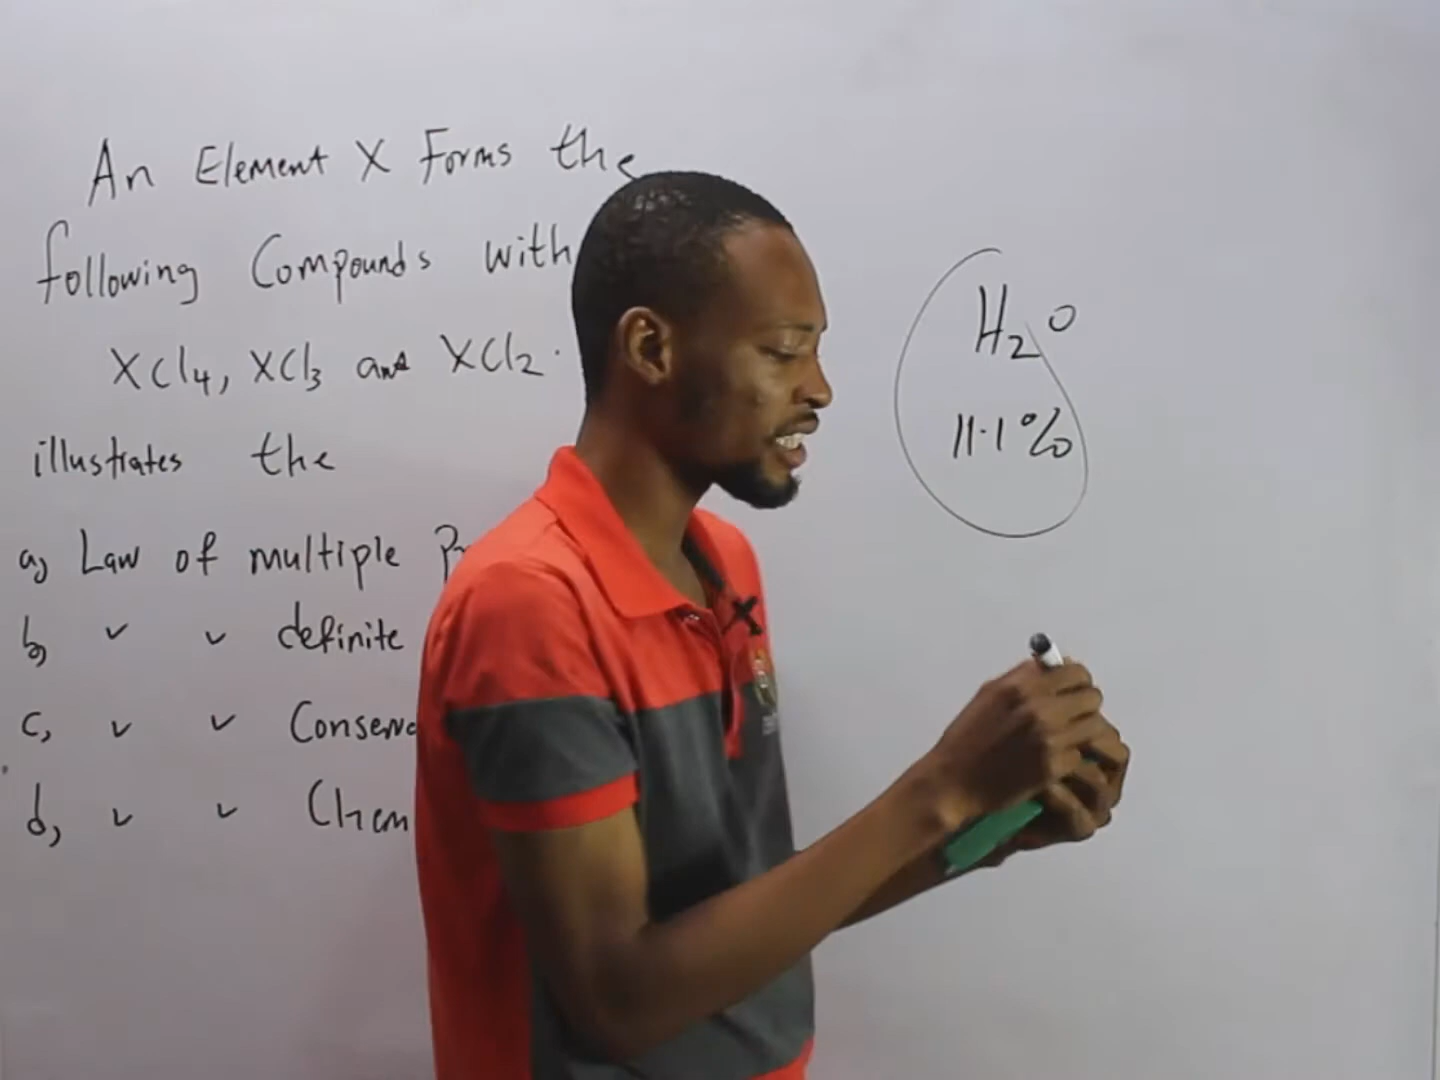 An Element X Forms the
following Compounds with
XCl4, XCl3 and XCl2.
illustrates the
a, Law of multiple
b, " " definite
c, " "
d, " "
H2O
11.1%